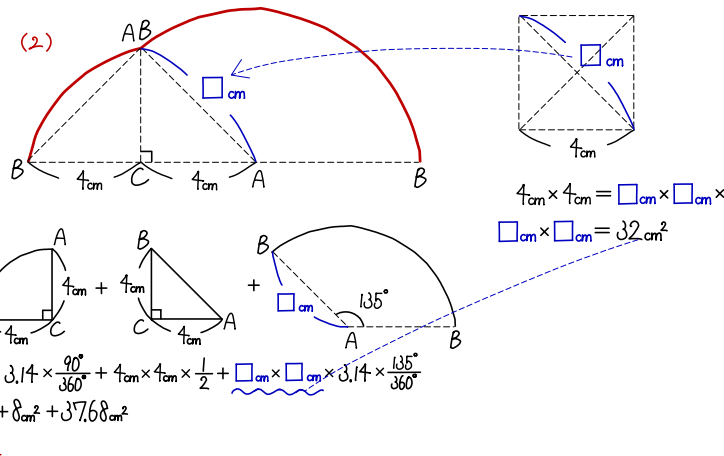 (2)
A B
□ cm
B 4cm C 4cm A B
□ cm
4cm
4cm × 4cm = □cm × □cm ×
□cm × □cm = 32cm²
A
4cm
C
4cm
+
B
4cm
C
4cm
A
+
B
□ cm
135°
A
B
3.14 × 90°/360° + 4cm × 4cm × 1/2 + □cm × □cm × 3.14 × 135°/360°
+ 8cm² + 37.68cm²